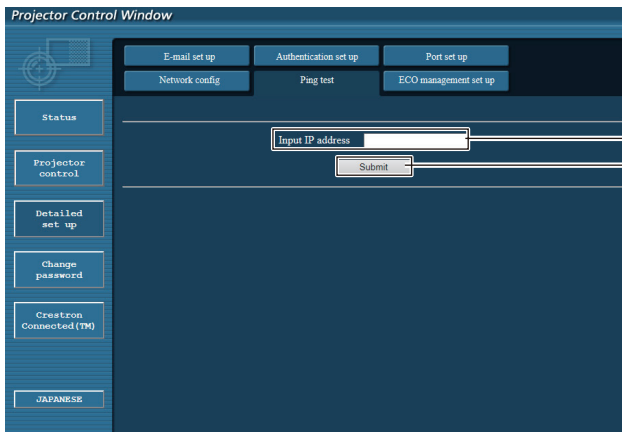 Projector Control Window
E-mail set up
Authentication set up
Port set up
Network config
Ping test
ECO management set up
Status
Projector
control
Detailed
set up
Change
password
Crestron
Connected(TM)
JAPANESE
Input IP address
Submit